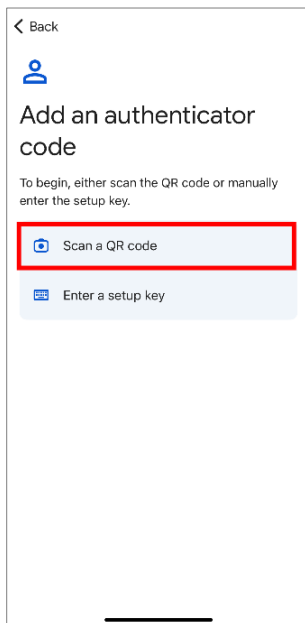 Back
Add an authenticator
code
To begin, either scan the QR code or manually
enter the setup key.
Scan a QR code
Enter a setup key